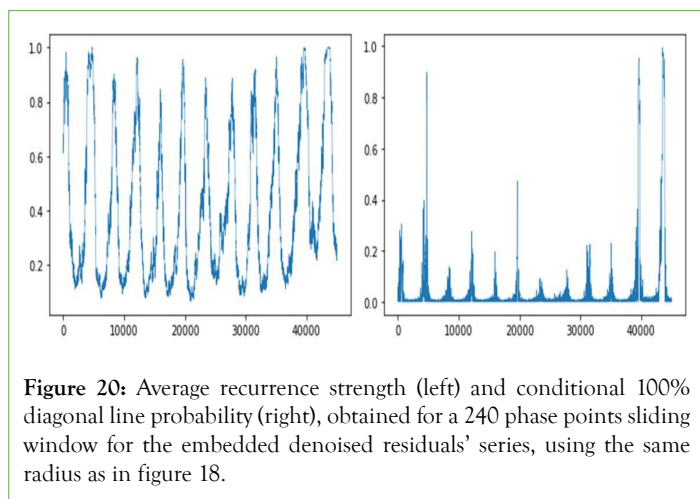 1.0
0.8
0.6
0.4
0.2
0 10000 20000 30000 40000
1.0
0.8
0.6
0.4
0.2
0.0
0 10000 20000 30000 40000
Figure 20: Average recurrence strength (left) and conditional 100%
diagonal line probability (right), obtained for a 240 phase points sliding
window for the embedded denoised residuals’ series, using the same
radius as in figure 18.